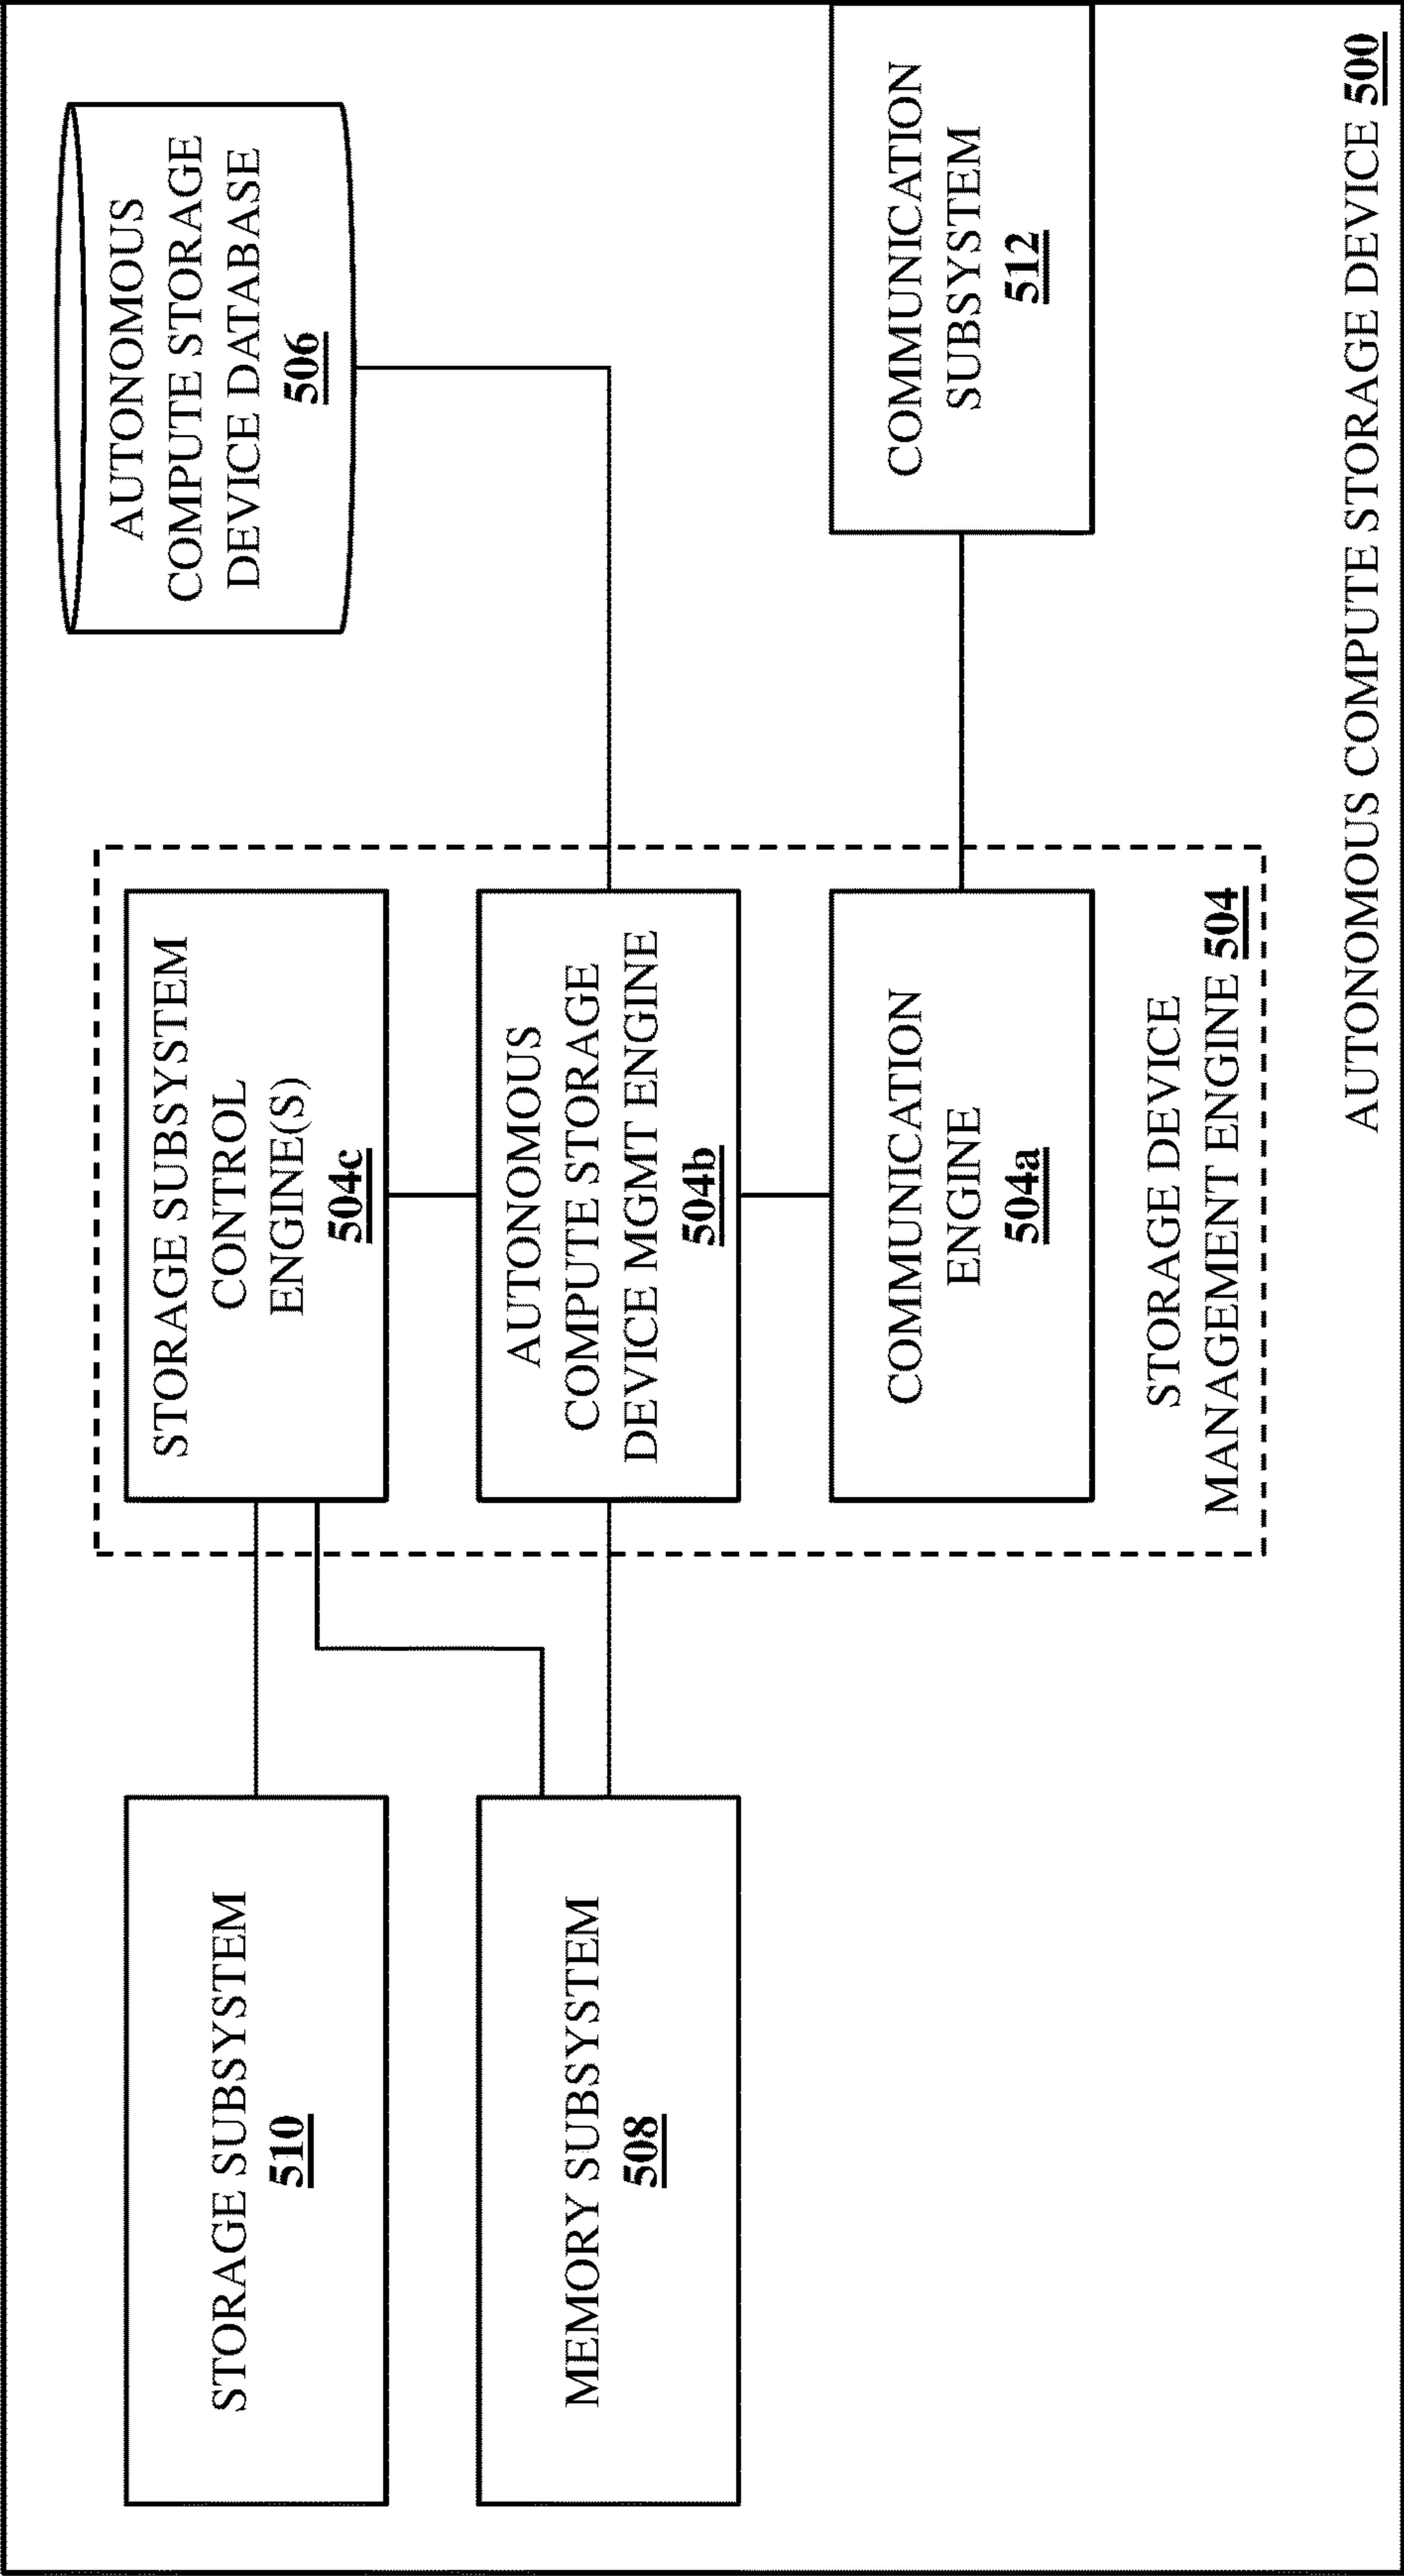 STORAGE SUBSYSTEM
510
STORAGE SUBSYSTEM
CONTROL
ENGINE(S)
504c
AUTONOMOUS
COMPUTE STORAGE
DEVICE DATABASE
506
MEMORY SUBSYSTEM
508
AUTONOMOUS
COMPUTE STORAGE
DEVICE MGMT ENGINE
504b
COMMUNICATION
ENGINE
504a
COMMUNICATION
SUBSYSTEM
512
STORAGE DEVICE
MANAGEMENT ENGINE 504
AUTONOMOUS COMPUTE STORAGE DEVICE 500